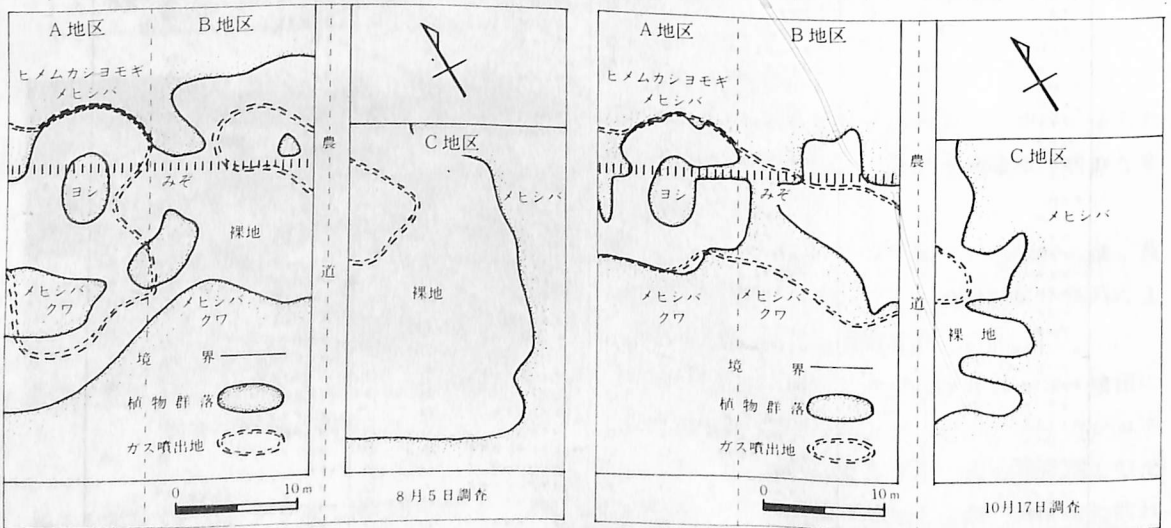 A地区
B地区
ヒメムカシヨモギ
メヒシバ
農
C地区
ヨシ
みぞ
メヒシバ
裸地
道
裸地
メヒシバ
クワ
メヒシバ
クワ
境 界
植物群落
ガス噴出地
0 10m
8月5日調査
A地区
B地区
ヒメムカシヨモギ
メヒシバ
農
C地区
ヨシ
みぞ
メヒシバ
道
メヒシバ
クワ
メヒシバ
クワ
裸 地
境 界
植物群落
ガス噴出地
0 10m
10月17日調査